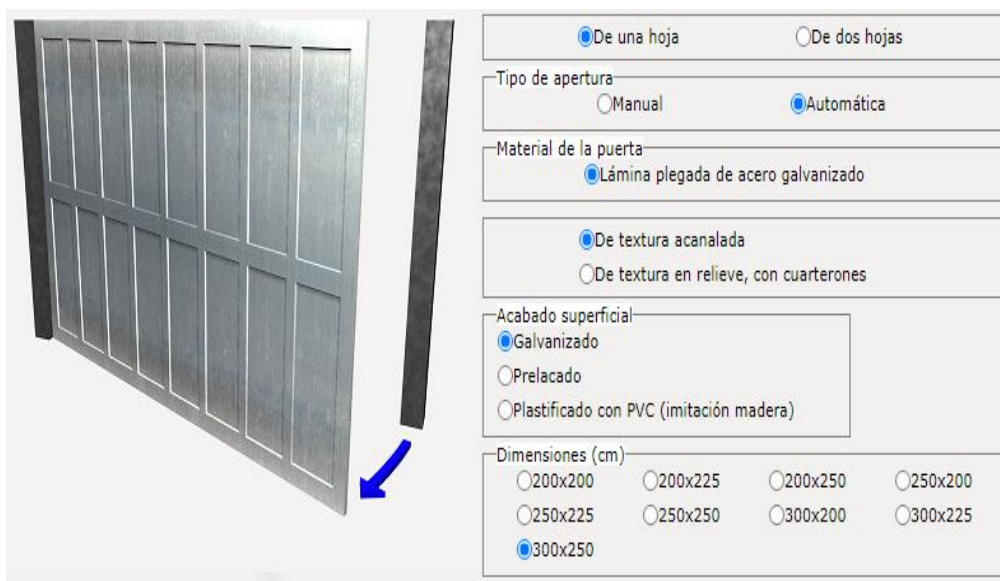 De una hoja De dos hojas
Tipo de apertura
Manual Automática
Material de la puerta
Lámina plegada de acero galvanizado
De textura acanalada
De textura en relieve, con cuarterones
Acabado superficial
Galvanizado
Prelacado
Plastificado con PVC (imitación madera)
Dimensiones (cm)
200x200 200x225 200x250 250x200
250x225 250x250 300x200 300x225
300x250